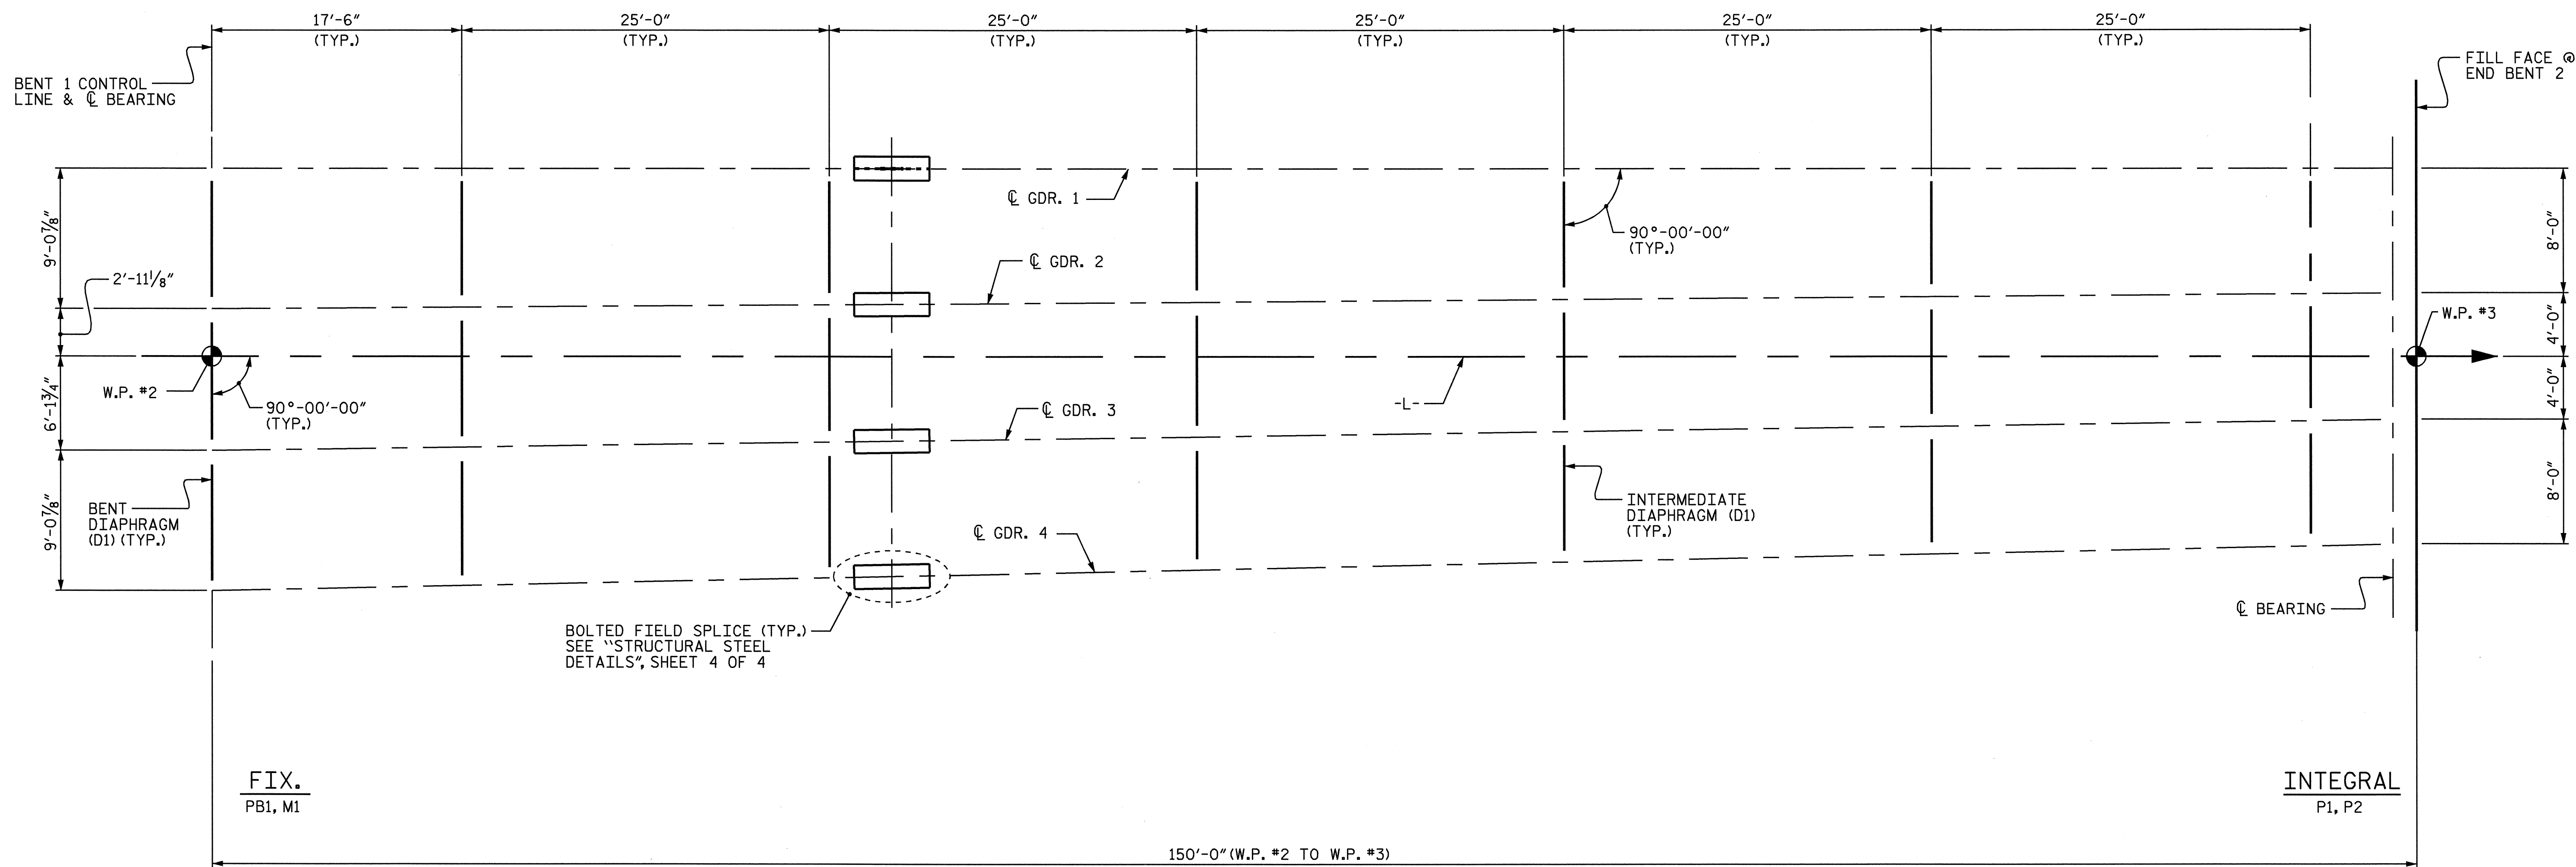 17'-6"
(TYP.)
25'-0"
(TYP.)
25'-0"
(TYP.)
25'-0"
(TYP.)
25'-0"
(TYP.)
25'-0"
(TYP.)
BENT 1 CONTROL
LINE & ℄ BEARING
FILL FACE @
END BENT 2
9'-0⅞"
2'-11⅛"
6'-1¾"
9'-0⅞"
℄ GDR. 1
90°-00'-00"
(TYP.)
8'-0"
℄ GDR. 2
4'-0"
W.P. #3
W.P. #2
90°-00'-00"
(TYP.)
℄ GDR. 3
-L-
4'-0"
BENT
DIAPHRAGM
(D1) (TYP.)
℄ GDR. 4
INTERMEDIATE
DIAPHRAGM (D1)
(TYP.)
8'-0"
℄ BEARING
BOLTED FIELD SPLICE (TYP.)
SEE "STRUCTURAL STEEL
DETAILS", SHEET 4 OF 4
FIX.
PB1, M1
INTEGRAL
P1, P2
150'-0" (W.P. #2 TO W.P. #3)